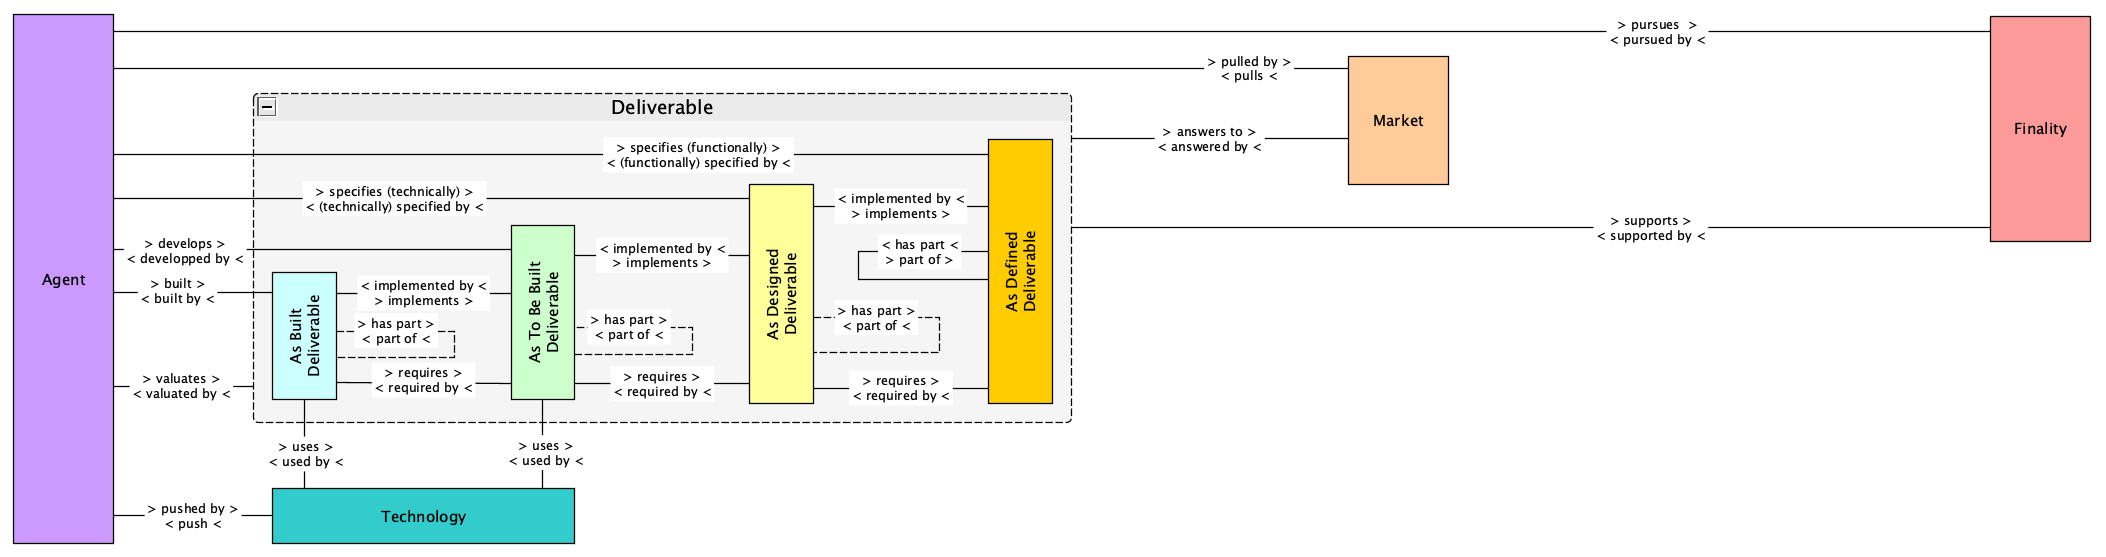 > pursues >
< pursued by <
> pulled by >
< pulls <
Deliverable
Market
Finality
> answers to >
< answered by <
> specifies (functionally) >
< (functionally) specified by <
> specifies (technically) >
< (technically) specified by <
< implemented by <
> implements >
> supports >
< supported by <
> develops >
< developped by <
< implemented by <
> implements >
< has part <
> part of >
Agent
> built >
< built by <
< implemented by <
> implements >
As Built
Deliverable
As To Be Built
Deliverable
As Designed
Deliverable
As Defined
Deliverable
> has part >
< part of <
> has part >
< part of <
> has part >
< part of <
> valuates >
< valuated by <
> requires >
< required by <
> requires >
< required by <
> requires >
< required by <
> uses >
< used by <
> uses >
< used by <
> pushed by >
< push <
Technology